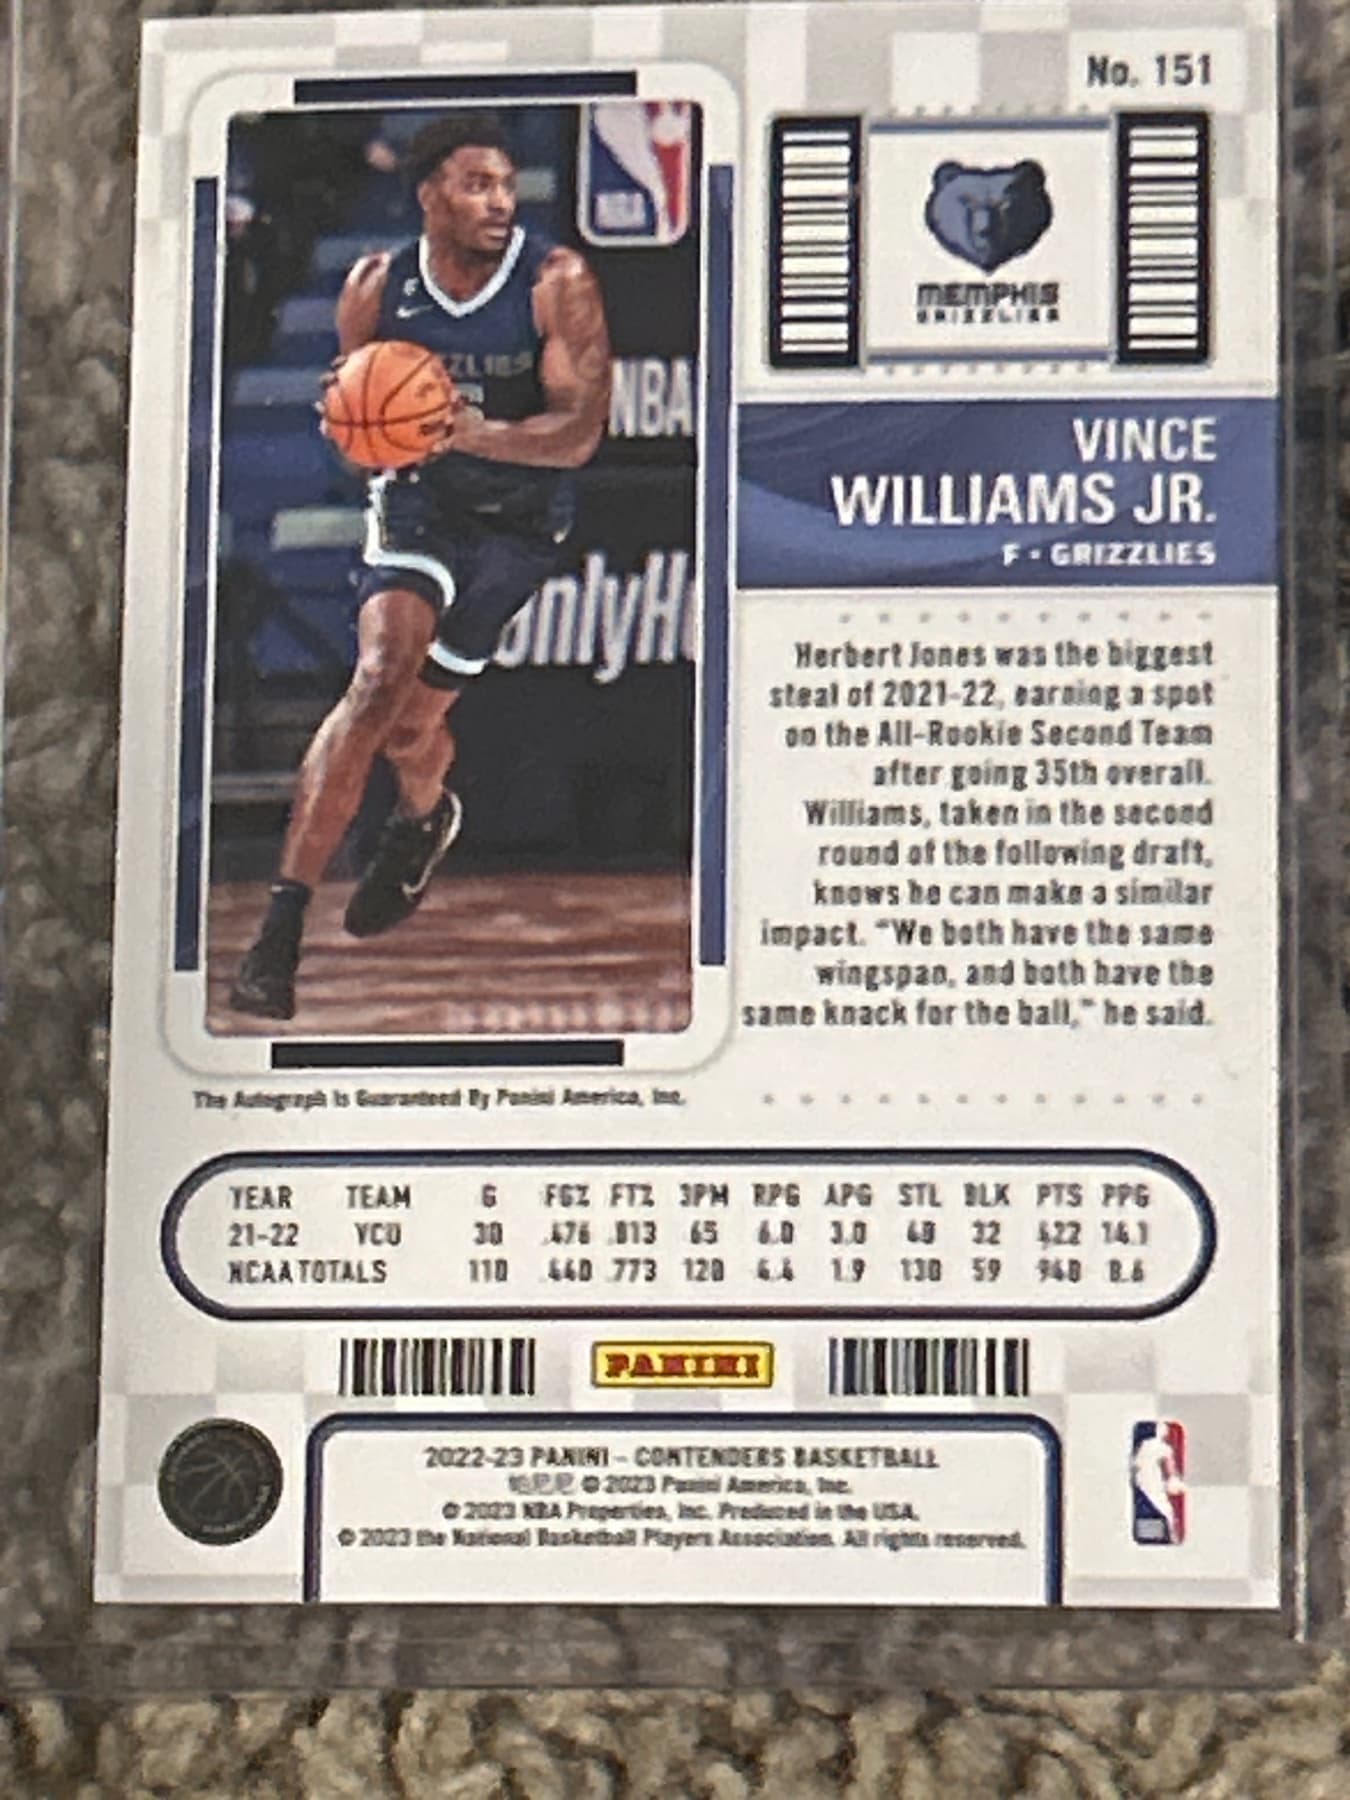 No. 151
NBA
MEMPHIS
GRIZZLIES
VINCE
WILLIAMS JR.
F • GRIZZLIES
NBA
onlyH
Herbert Jones was the biggest
steal of 2021-22, earning a spot
on the All-Rookie Second Team
after going 35th overall.
Williams, taken in the second
round of the following draft,
knows he can make a similar
impact. "We both have the same
wingspan, and both have the
same knack for the ball," he said.
The Autograph Is Guaranteed By Panini America, Inc.
YEAR TEAM G FG% FT% 3PM RPG APG STL BLK PTS PPG
21-22 VCU 30 .476 .813 65 6.0 3.0 48 32 422 14.1
NCAA TOTALS 110 .440 .773 120 4.4 1.9 130 59 940 8.6
PANINI
2022-23 PANINI – CONTENDERS BASKETBALL
© 2023 Panini America, Inc.
© 2023 NBA Properties, Inc. Produced in the USA.
© 2023 the National Basketball Players Association. All rights reserved.